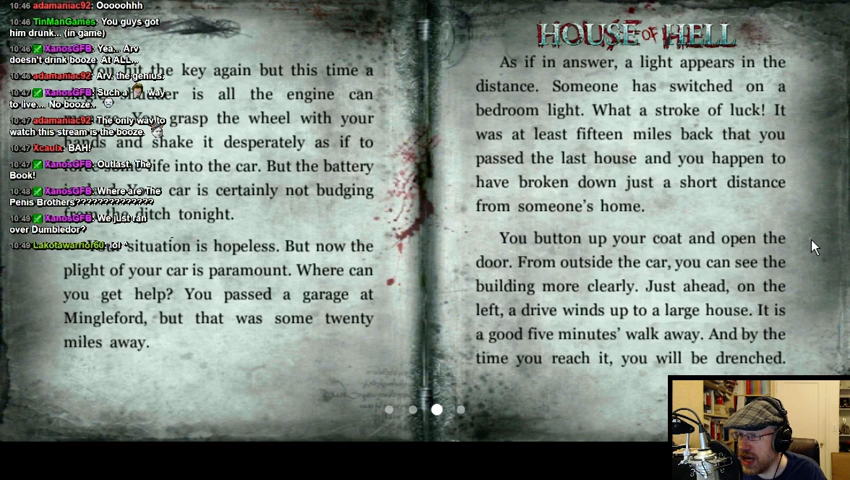 10:46 adamaniac92: Ooooohhh
10:46 TinManGames: You guys got
him drunk... (in game)
10:46 XanosGFB: Yea.. Arv
doesn't drink booze. At ALL...
10:46 adamaniac92: Arv, the genius.
10:47 XanosGFB: Such a way
to live... No booze..
10:47 adamaniac92: The only way to
watch this stream is the booze.
10:47 Xcaulx: BAH!
10:47 XanosGFB: Outlast: The
Book!
10:48 XanosGFB: Where are The
Penis Brothers??????????????
10:49 XanosGFB: We just ran
over Dumbledor?
10:49 Lakotawarrior60: lol ^
hit the key again but this time a
is all the engine can
grasp the wheel with your
and shake it desperately as if to
life into the car. But the battery
car is certainly not budging
ditch tonight.
situation is hopeless. But now the
plight of your car is paramount. Where can
you get help? You passed a garage at
Mingleford, but that was some twenty
miles away.
HOUSE OF HELL
As if in answer, a light appears in the
distance. Someone has switched on a
bedroom light. What a stroke of luck! It
was at least fifteen miles back that you
passed the last house and you happen to
have broken down just a short distance
from someone's home.
You button up your coat and open the
door. From outside the car, you can see the
building more clearly. Just ahead, on the
left, a drive winds up to a large house. It is
a good five minutes' walk away. And by the
time you reach it, you will be drenched.